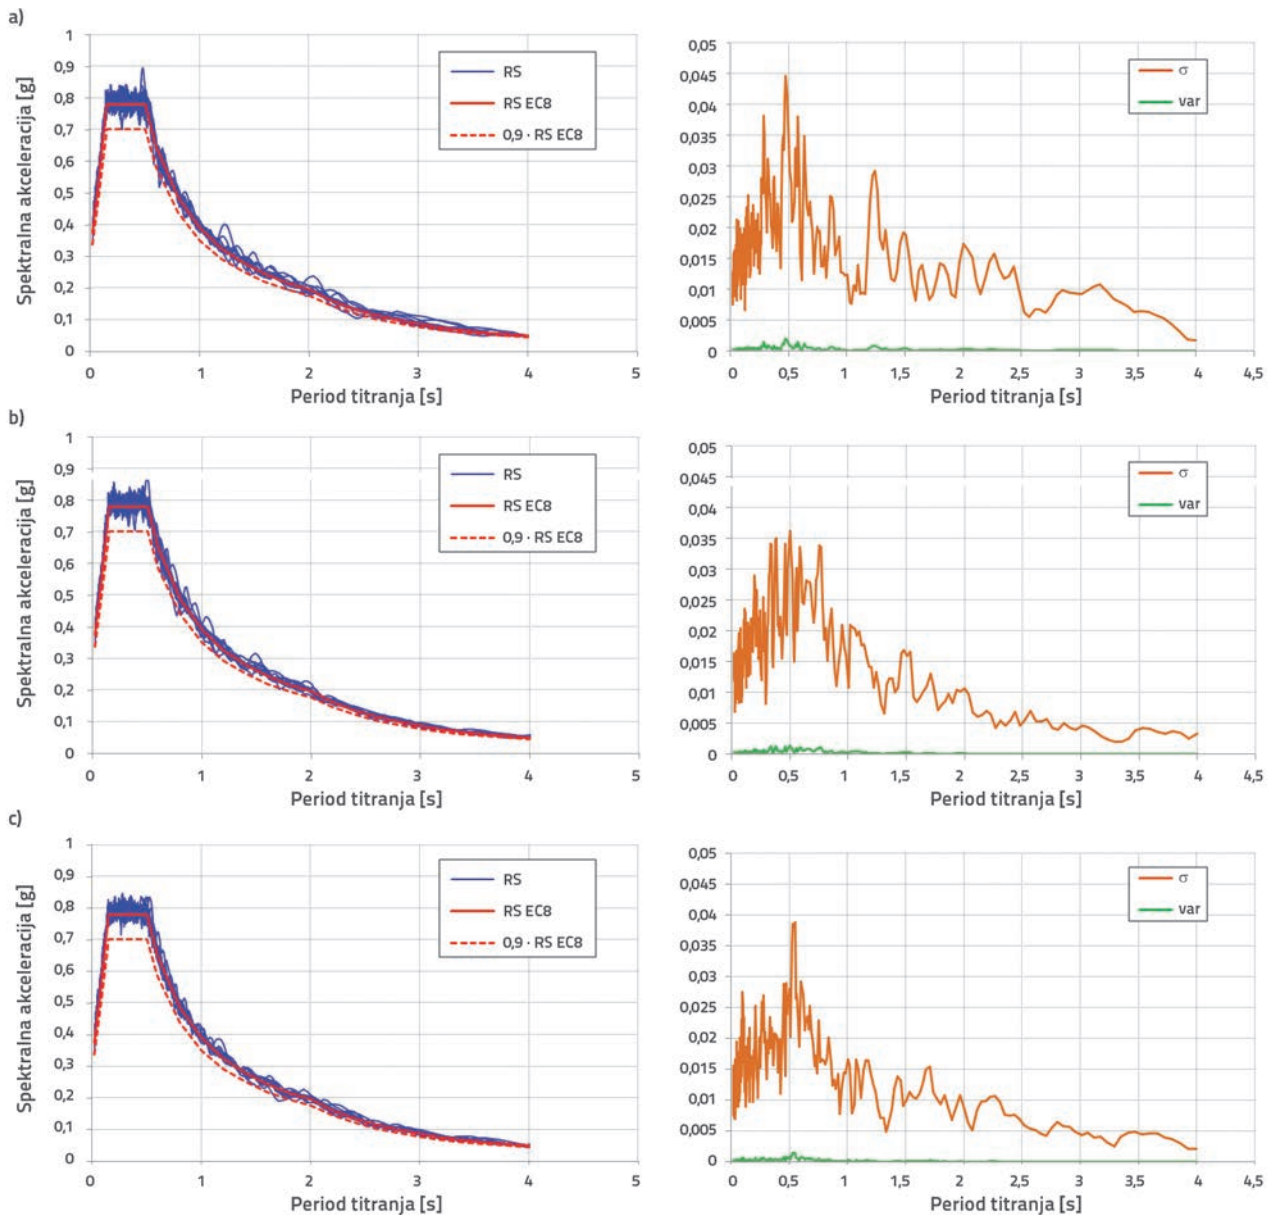 a)
Spektralna akceleracija [g]
1
0,9
0,8
0,7
0,6
0,5
0,4
0,3
0,2
0,1
0
0 1 2 3 4 5
Period titranja [s]
RS
RS EC8
0,9 · RS EC8
0,05
0,045
0,04
0,035
0,03
0,025
0,02
0,015
0,01
0,005
0
0 0,5 1 1,5 2 2,5 3 3,5 4 4,5
Period titranja [s]
σ
var
b)
Spektralna akceleracija [g]
1
0,9
0,8
0,7
0,6
0,5
0,4
0,3
0,2
0,1
0
0 1 2 3 4 5
Period titranja [s]
RS
RS EC8
0,9 · RS EC8
0,05
0,045
0,04
0,035
0,03
0,025
0,02
0,015
0,01
0,005
0
0 0,5 1 1,5 2 2,5 3 3,5 4 4,5
Period titranja [s]
σ
var
c)
Spektralna akceleracija [g]
1
0,9
0,8
0,7
0,6
0,5
0,4
0,3
0,2
0,1
0
0 1 2 3 4 5
Period titranja [s]
RS
RS EC8
0,9 · RS EC8
0,05
0,045
0,04
0,035
0,03
0,025
0,02
0,015
0,01
0,005
0
0 0,5 1 1,5 2 2,5 3 3,5 4 4,5
Period titranja [s]
σ
var